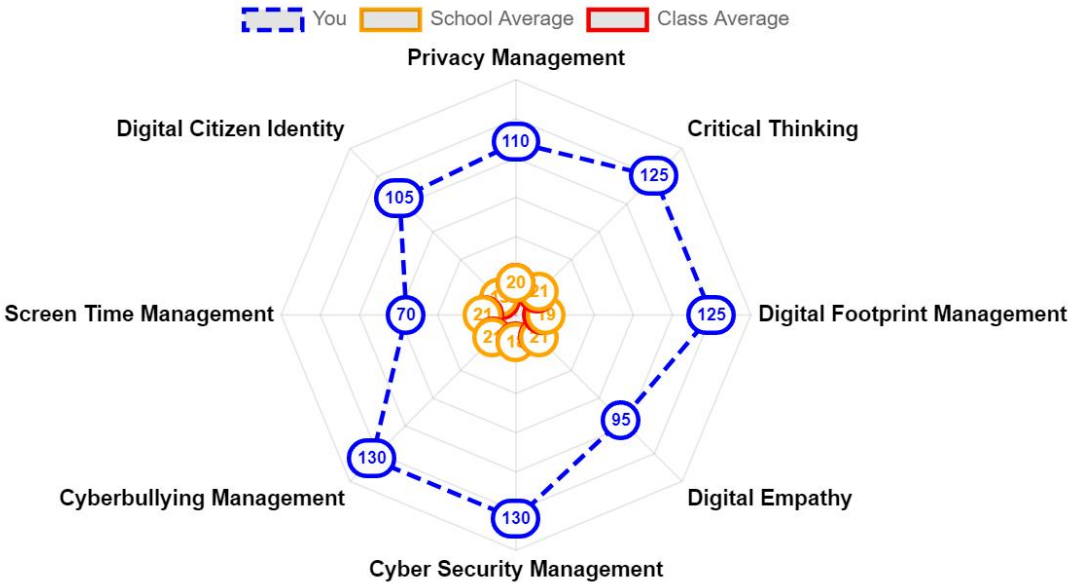 You School Average Class Average
Privacy Management
Digital Citizen Identity Critical Thinking
110
125
105
20
21
Screen Time Management 70 21 19 125 Digital Footprint Management
21 21
95
130
Cyberbullying Management Digital Empathy
130
Cyber Security Management